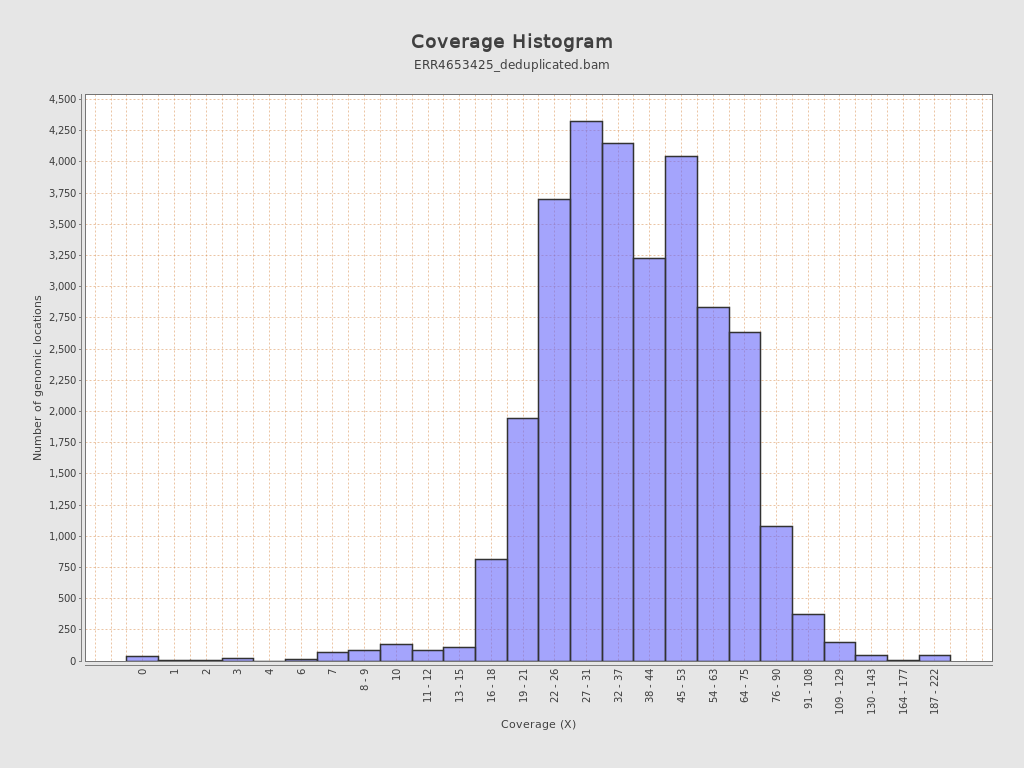 Coverage Histogram
ERR4653425_deduplicated.bam
4,500
4,250
4,000
3,750
3,500
3,250
3,000
2,750
2,500
2,250
2,000
1,750
1,500
1,250
1,000
750
500
250
0
Number of genomic locations
0
1
2
3
4
6
7
8 - 9
10
11 - 12
13 - 15
16 - 18
19 - 21
22 - 26
27 - 31
32 - 37
38 - 44
45 - 53
54 - 63
64 - 75
76 - 90
91 - 108
109 - 129
130 - 143
164 - 177
187 - 222
Coverage (X)